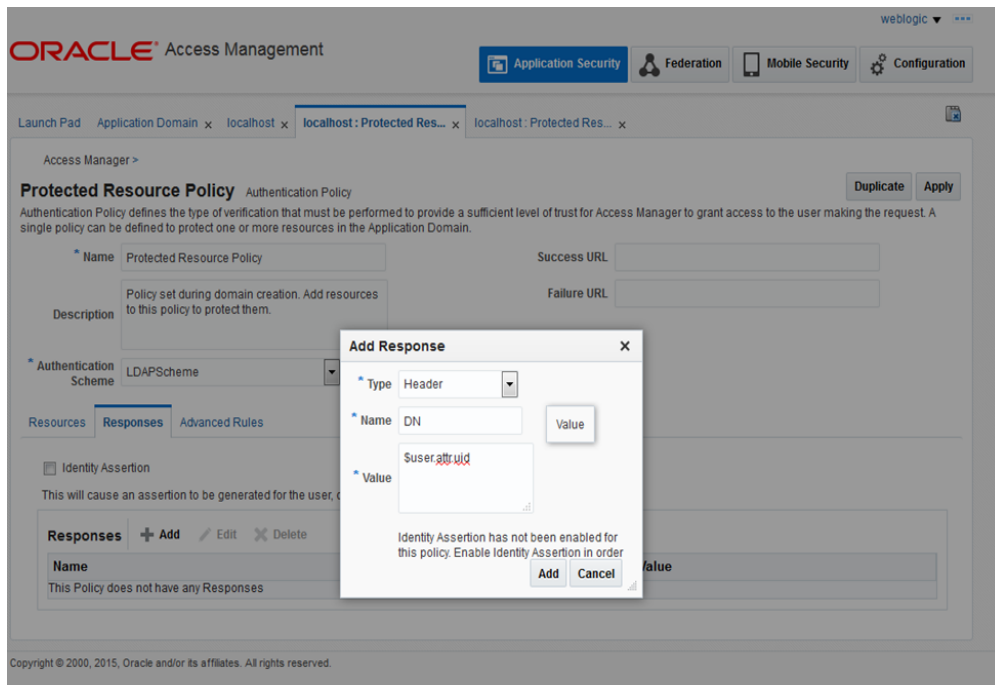 weblogic
ORACLE Access Management
Application Security
Federation
Mobile Security
Configuration
Launch Pad
Application Domain x
localhost x
localhost : Protected Res... x
localhost : Protected Res... x
Access Manager >
Protected Resource Policy Authentication Policy
Duplicate
Apply
Authentication Policy defines the type of verification that must be performed to provide a sufficient level of trust for Access Manager to grant access to the user making the request. A
single policy can be defined to protect one or more resources in the Application Domain.
* Name Protected Resource Policy
Success URL
Description
Policy set during domain creation. Add resources
to this policy to protect them.
Failure URL
* Authentication
Scheme
LDAPScheme
Resources
Responses
Advanced Rules
Identity Assertion
This will cause an assertion to be generated for the user,
Responses
Add
Edit
Delete
Name
This Policy does not have any Responses
Add Response
* Type Header
* Name DN
Value
* Value $user.attr.uid
Identity Assertion has not been enabled for
this policy. Enable Identity Assertion in order
Add
Cancel
Copyright © 2000, 2015, Oracle and/or its affiliates. All rights reserved.